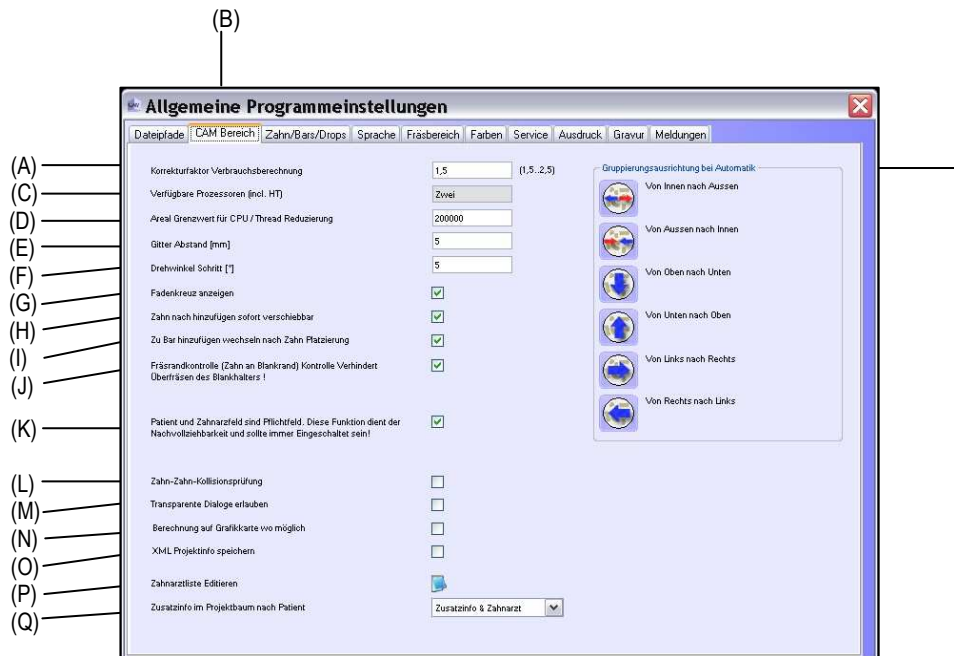 (B)
Allgemeine Programmeinstellungen
Dateipfade CAM Bereich Zahn/Bars/Drops Sprache Fräsbereich Farben Service Ausdruck Gravur Meldungen
(A) Korrekturfaktor Verbrauchsberechnung 1,5 (1,5..2,5)
(C) Verfügbare Prozessoren (incl. HT) Zwei
(D) Areal Grenzwert für CPU / Thread Reduzierung 200000
(E) Gitter Abstand [mm] 5
(F) Drehwinkel Schritt [°] 5
(G) Fadenkreuz anzeigen
(H) Zahn nach hinzufügen sofort verschiebbar
(I) Zu Bar hinzufügen wechseln nach Zahn Platzierung
(J) Fräsrandkontrolle (Zahn an Blankrand) Kontrolle Verhindert
Überfräsen des Blankhalters !
(K) Patient und Zahnarzfeld sind Pflichtfeld. Diese Funktion dient der
Nachvollziehbarkeit und sollte immer Eingeschaltet sein!
(L) Zahn-Zahn-Kollisionsprüfung
(M) Transparente Dialoge erlauben
(N) Berechnung auf Grafikkarte wo möglich
(O) XML Projektinfo speichern
(P) Zahnarztliste Editieren
(Q) Zusatzinfo im Projektbaum nach Patient Zusatzinfo & Zahnarzt
Gruppierungsausrichtung bei Automatik
Von Innen nach Aussen
Von Aussen nach Innen
Von Oben nach Unten
Von Unten nach Oben
Von Links nach Rechts
Von Rechts nach Links